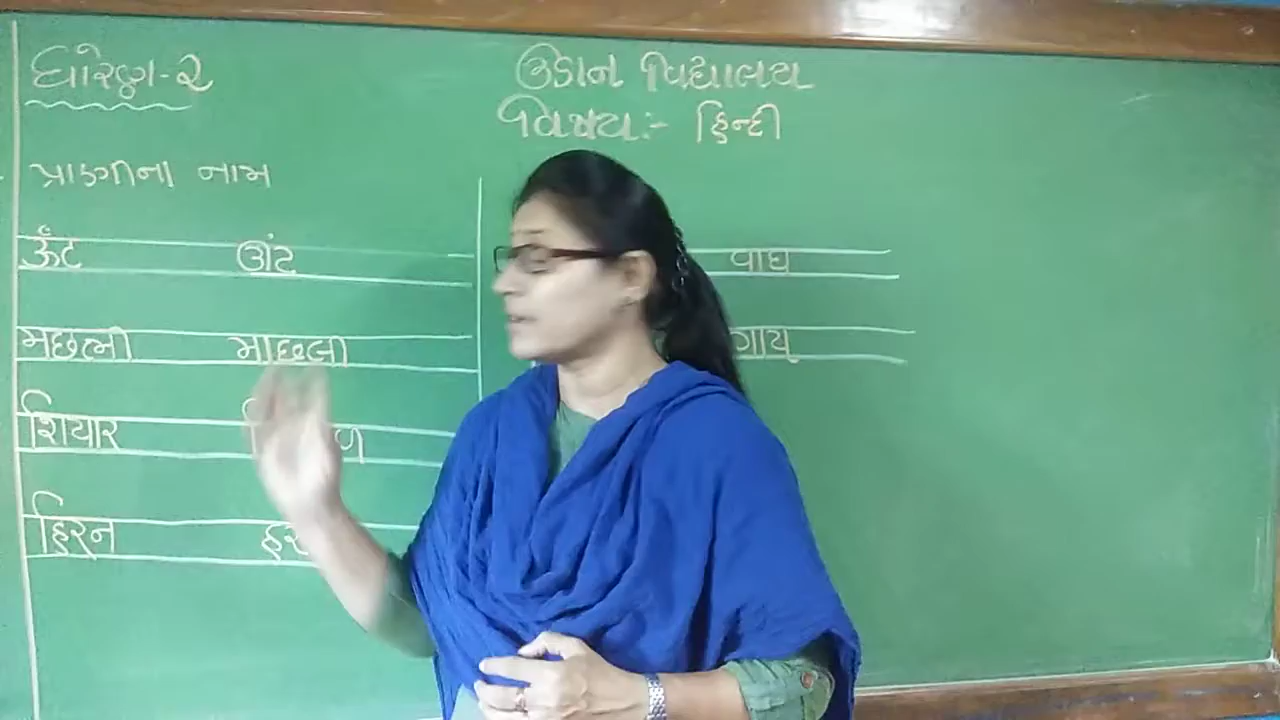 ધોરણ-૨
ઉડાન વિદ્યાલય
વિષય:- હિન્દી
પ્રાણીના નામ
ऊँट ઊંટ
मछली માછલી
शियार
हिरन
વાઘ
ગાય